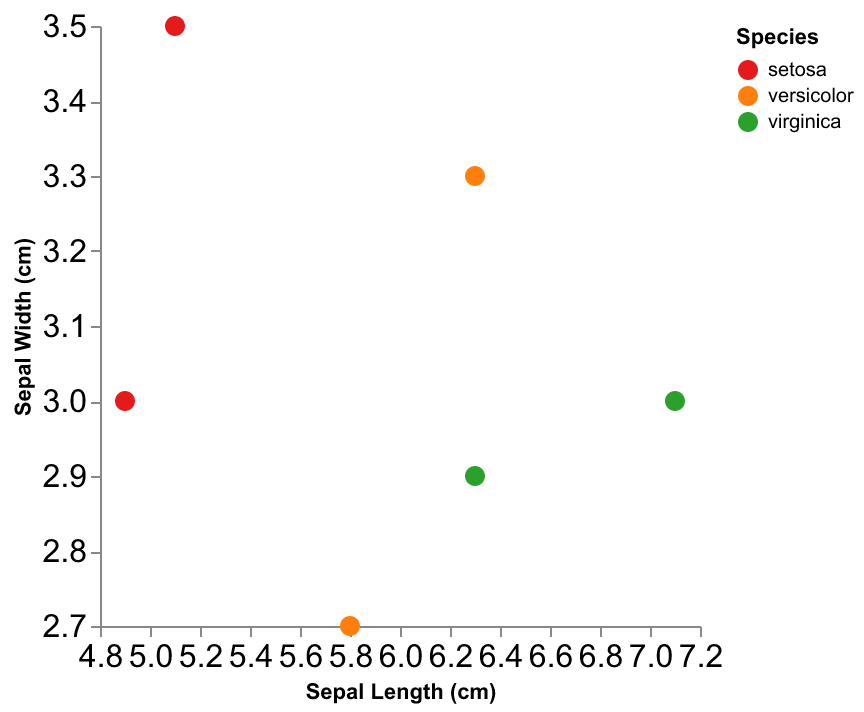 3.5
3.4
3.3
3.2
3.1
3.0
2.9
2.8
2.7
Sepal Width (cm)
4.8 5.0 5.2 5.4 5.6 5.8 6.0 6.2 6.4 6.6 6.8 7.0 7.2
Sepal Length (cm)
Species
setosa
versicolor
virginica